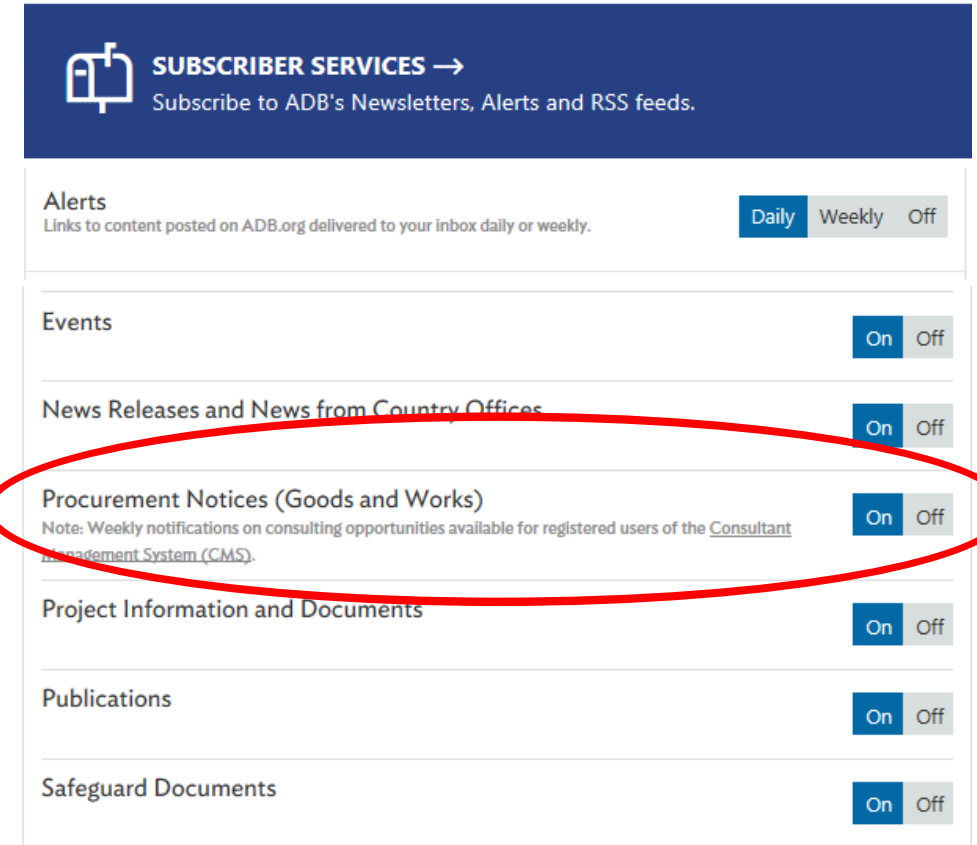 SUBSCRIBER SERVICES →
Subscribe to ADB's Newsletters, Alerts and RSS feeds.
Alerts
Links to content posted on ADB.org delivered to your inbox daily or weekly.
Daily Weekly Off
Events
On Off
News Releases and News from Country Offices
On Off
Procurement Notices (Goods and Works)
Note: Weekly notifications on consulting opportunities available for registered users of the Consultant
Management System (CMS).
On Off
Project Information and Documents
On Off
Publications
On Off
Safeguard Documents
On Off